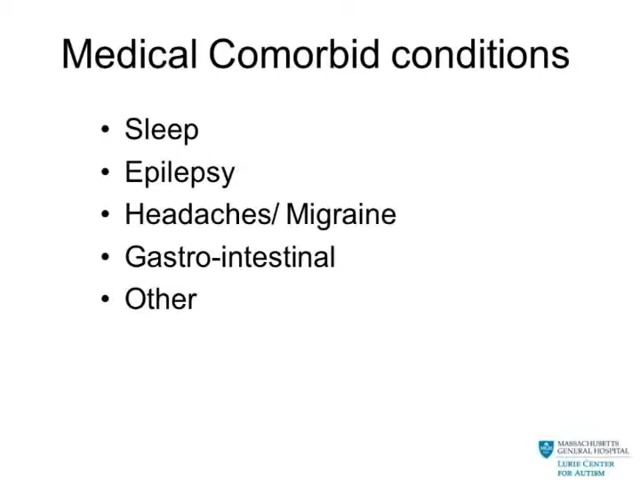 Medical Comorbid conditions
• Sleep
• Epilepsy
• Headaches/ Migraine
• Gastro-intestinal
• Other
MASSACHUSETTS
GENERAL HOSPITAL
LURIE CENTER
FOR AUTISM